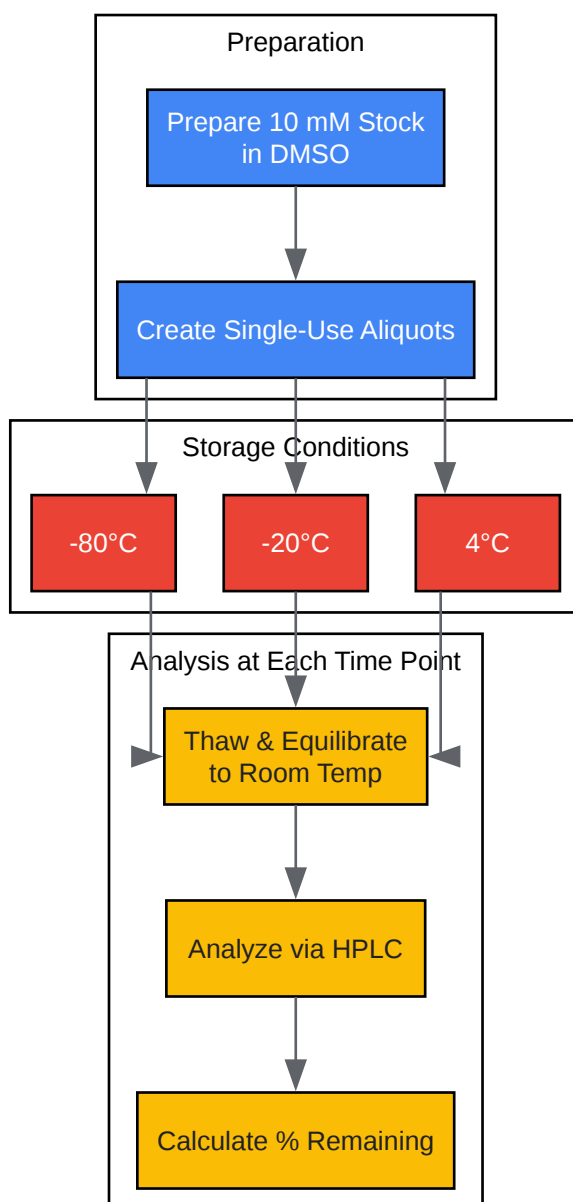 Preparation
Prepare 10 mM Stock
in DMSO
Create Single-Use Aliquots
Storage Conditions
-80°C
-20°C
4°C
Analysis at Each Time Point
Thaw & Equilibrate
to Room Temp
Analyze via HPLC
Calculate % Remaining